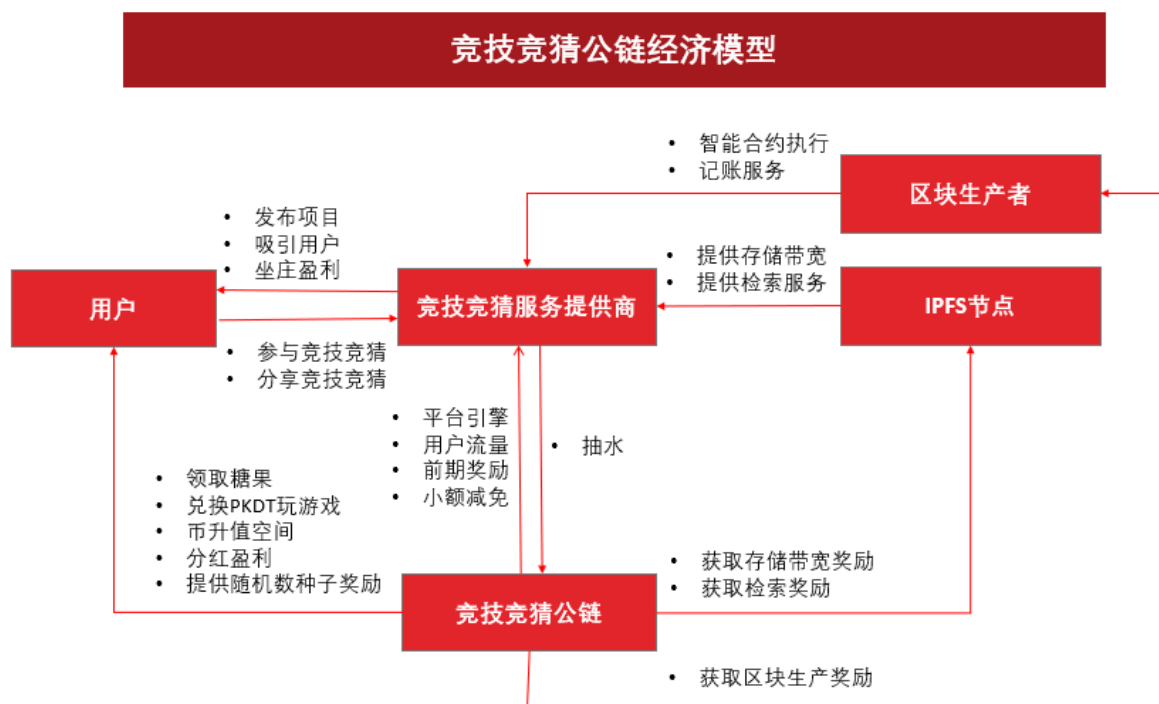 竞技竞猜公链经济模型
• 智能合约执行
• 记账服务
区块生产者
• 发布项目
• 吸引用户
• 坐庄盈利
• 提供存储带宽
• 提供检索服务
用户
竞技竞猜服务提供商
IPFS节点
• 参与竞技竞猜
• 分享竞技竞猜
• 平台引擎
• 用户流量
• 前期奖励
• 小额减免
• 抽水
• 领取糖果
• 兑换PKDT玩游戏
• 币升值空间
• 分红盈利
• 提供随机数种子奖励
• 获取存储带宽奖励
• 获取检索奖励
竞技竞猜公链
• 获取区块生产奖励